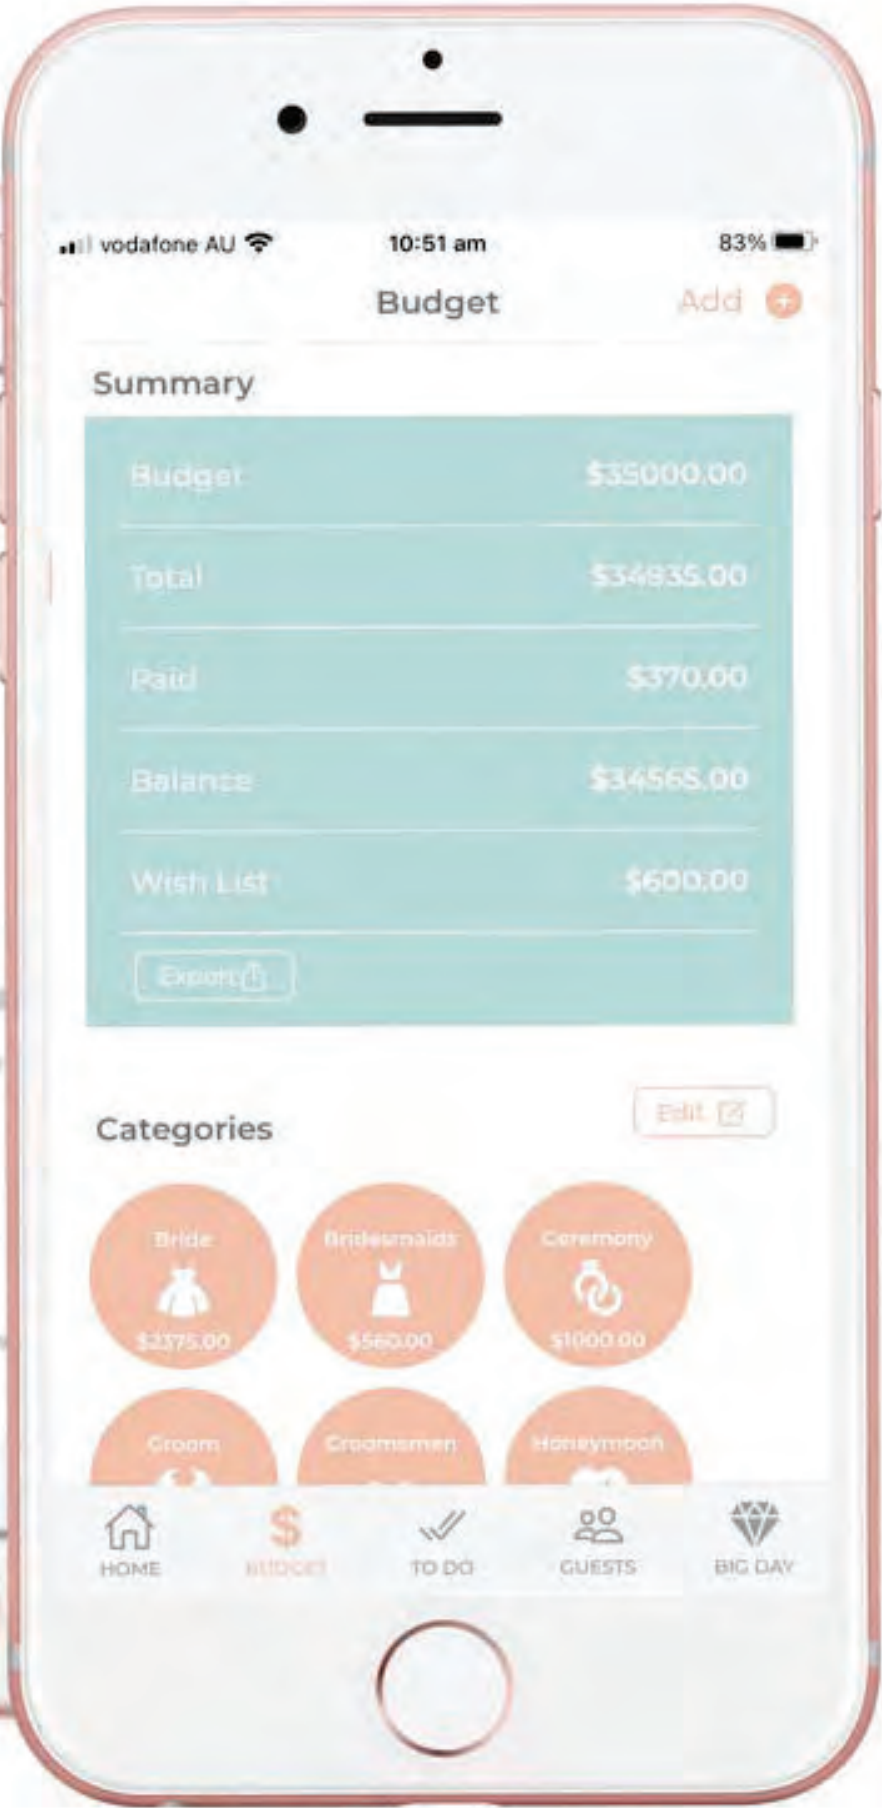 vodafone AU 10:51 am 83%
Budget Add
Summary
Budget $35000.00
Total $34935.00
Paid $370.00
Balance $34565.00
Wish List $600.00
Export
Categories Edit
Bride Bridesmaids Ceremony
$2375.00 $560.00 $1000.00
Groom Groomsmen Honeymoon
HOME BUDGET TO DO GUESTS BIG DAY